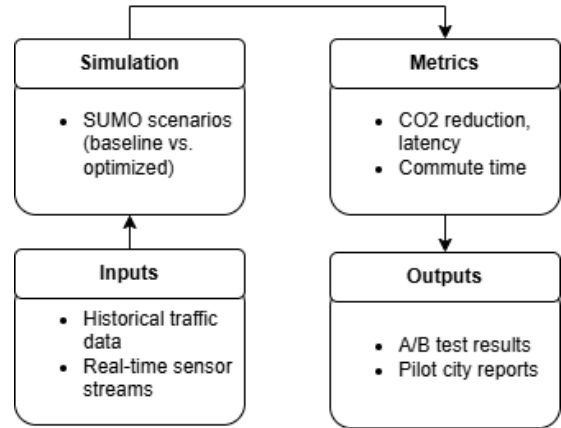 Simulation
• SUMO scenarios
(baseline vs.
optimized)
Metrics
• CO2 reduction,
latency
• Commute time
Inputs
• Historical traffic
data
• Real-time sensor
streams
Outputs
• A/B test results
• Pilot city reports